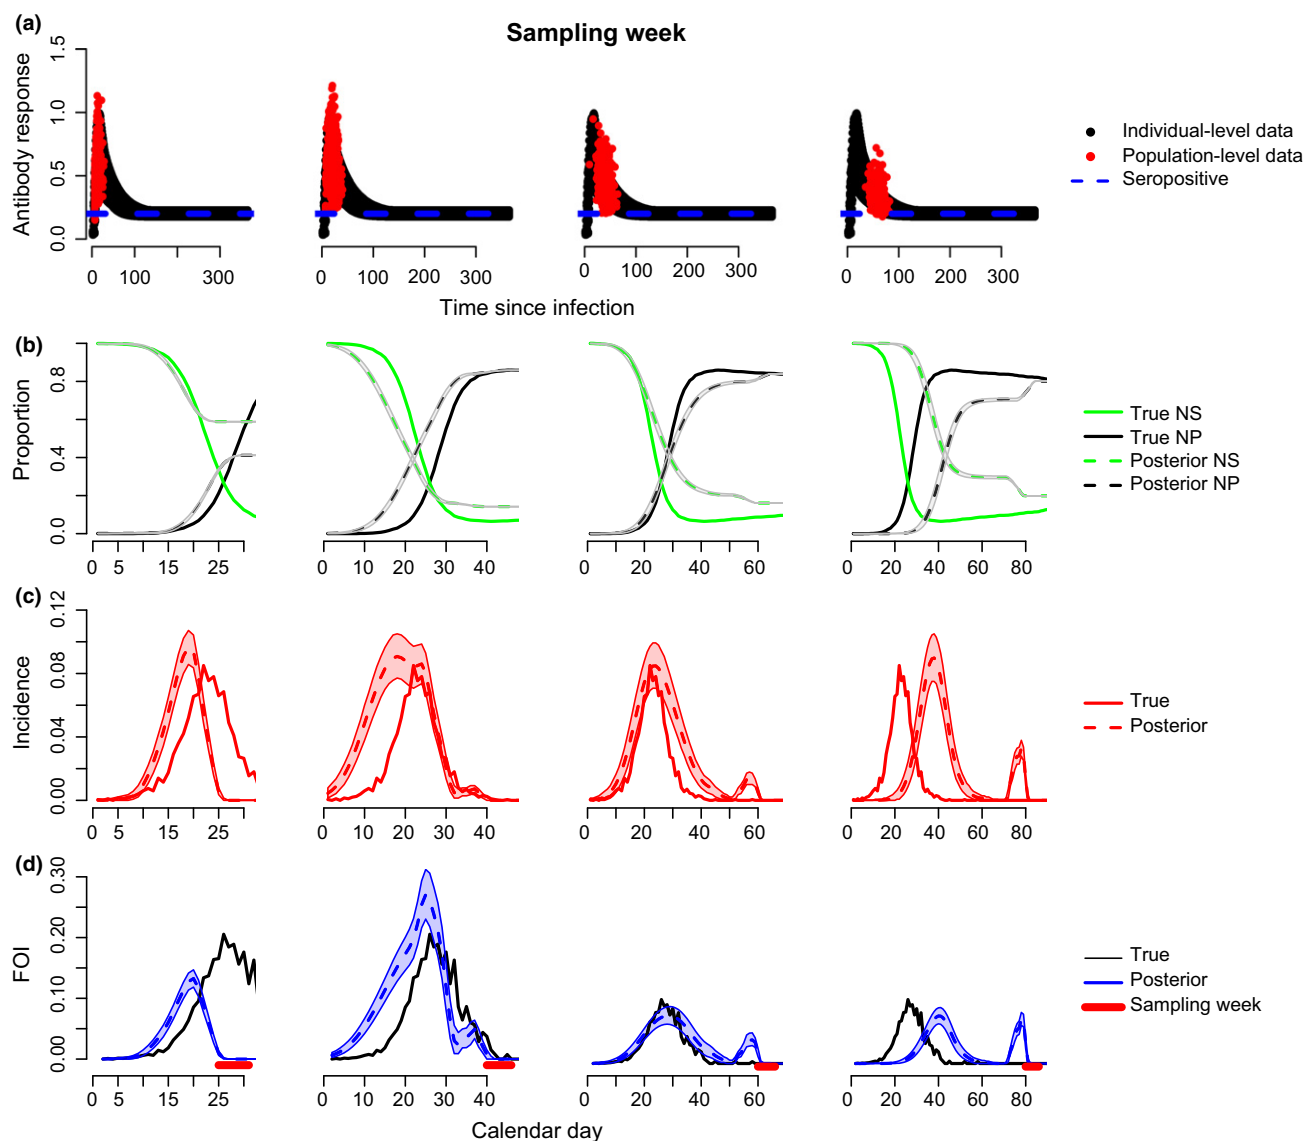 (a)
Sampling week
Antibody response
0.0 0.5 1.0 1.5
0 100 200 300
0 100 200 300
0 100 200 300
0 100 200 300
Time since infection
Individual-level data
Population-level data
Seropositive
(b)
Proportion
0.0 0.4 0.8
0 5 15 25
0 10 20 30 40
0 20 40 60
0 20 40 60 80
True NS
True NP
Posterior NS
Posterior NP
(c)
Incidence
0.00 0.04 0.08 0.12
0 5 15 25
0 10 20 30 40
0 20 40 60
0 20 40 60 80
True
Posterior
(d)
FOI
0.00 0.10 0.20 0.30
0 5 15 25
0 10 20 30 40
0 20 40 60
0 20 40 60 80
Calendar day
True
Posterior
Sampling week